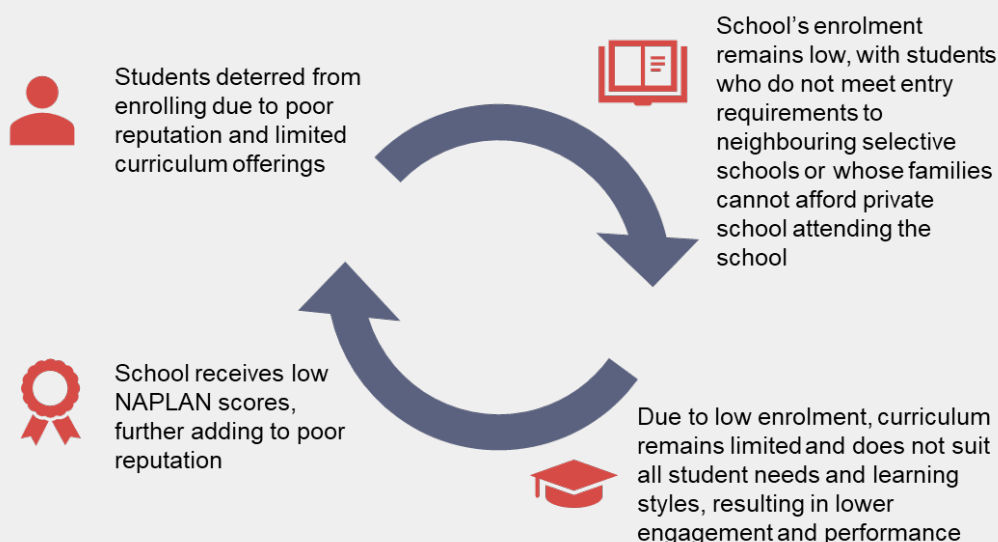 Students deterred from
enrolling due to poor
reputation and limited
curriculum offerings
School's enrolment
remains low, with students
who do not meet entry
requirements to
neighbouring selective
schools or whose families
cannot afford private
school attending the
school
Due to low enrolment, curriculum
remains limited and does not suit
all student needs and learning
styles, resulting in lower
engagement and performance
School receives low
NAPLAN scores,
further adding to poor
reputation